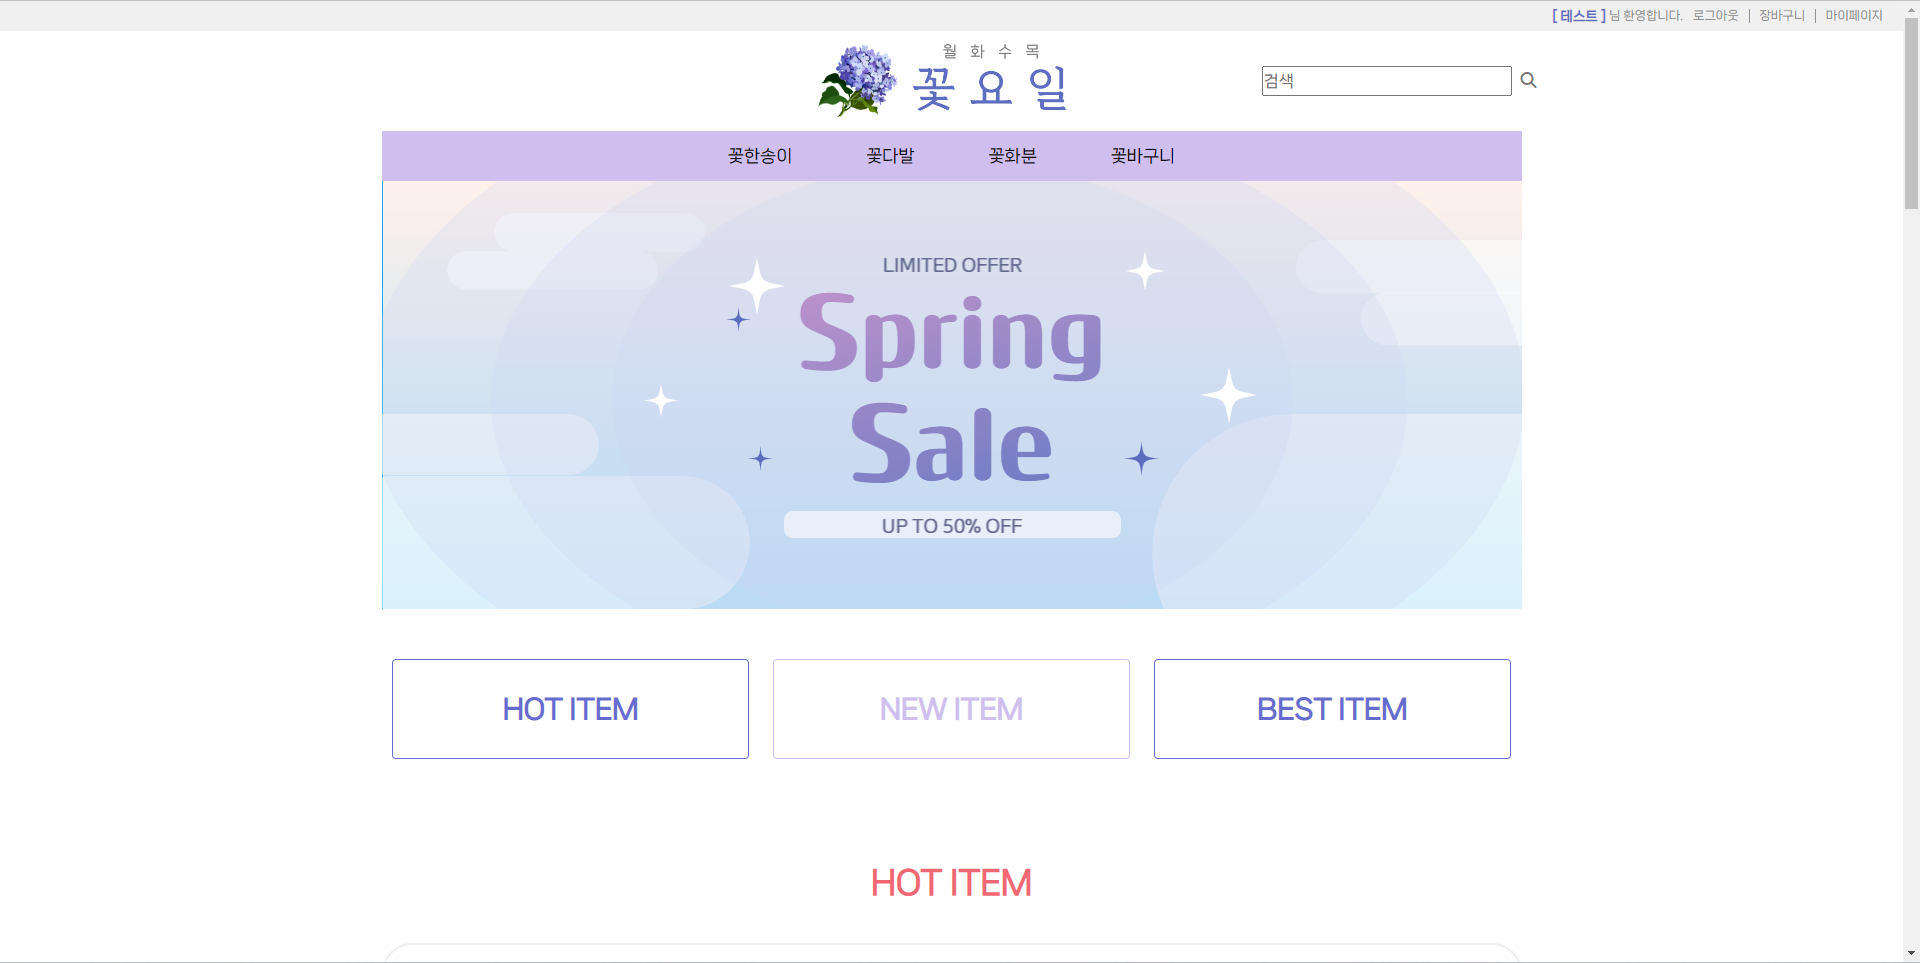 [ 테스트 ] 님 환영합니다. 로그아웃 | 장바구니 | 마이페이지
월 화 수 목
꽃 요 일
검색
꽃한송이 꽃다발 꽃화분 꽃바구니
LIMITED OFFER
Spring
Sale
UP TO 50% OFF
HOT ITEM
NEW ITEM
BEST ITEM
HOT ITEM